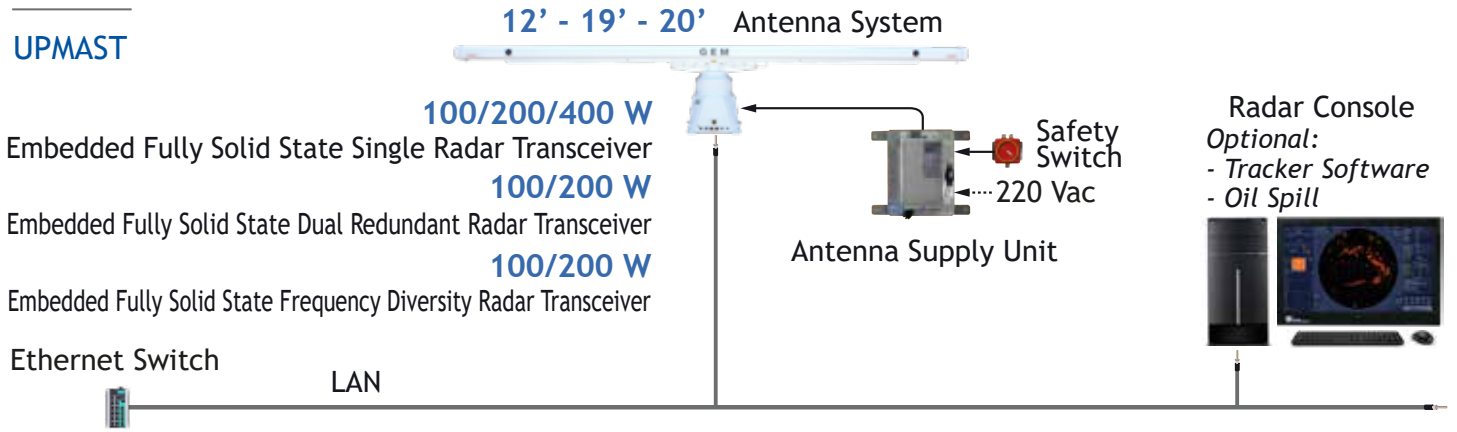 UPMAST
12’ - 19’ - 20’ Antenna System
GEM
100/200/400 W
Embedded Fully Solid State Single Radar Transceiver
100/200 W
Embedded Fully Solid State Dual Redundant Radar Transceiver
100/200 W
Embedded Fully Solid State Frequency Diversity Radar Transceiver
Safety
Switch
220 Vac
Antenna Supply Unit
Radar Console
Optional:
- Tracker Software
- Oil Spill
Ethernet Switch
LAN